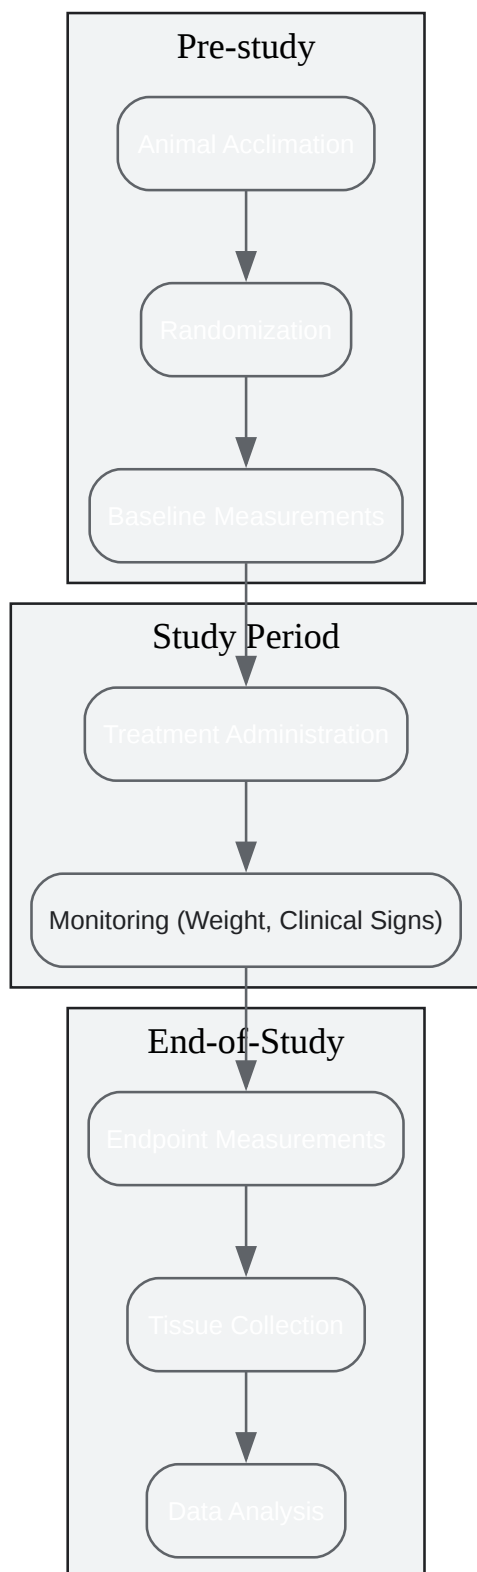 Pre-study
Animal Acclimation
Randomization
Baseline Measurements
Study Period
Treatment Administration
Monitoring (Weight, Clinical Signs)
End-of-Study
Endpoint Measurements
Tissue Collection
Data Analysis